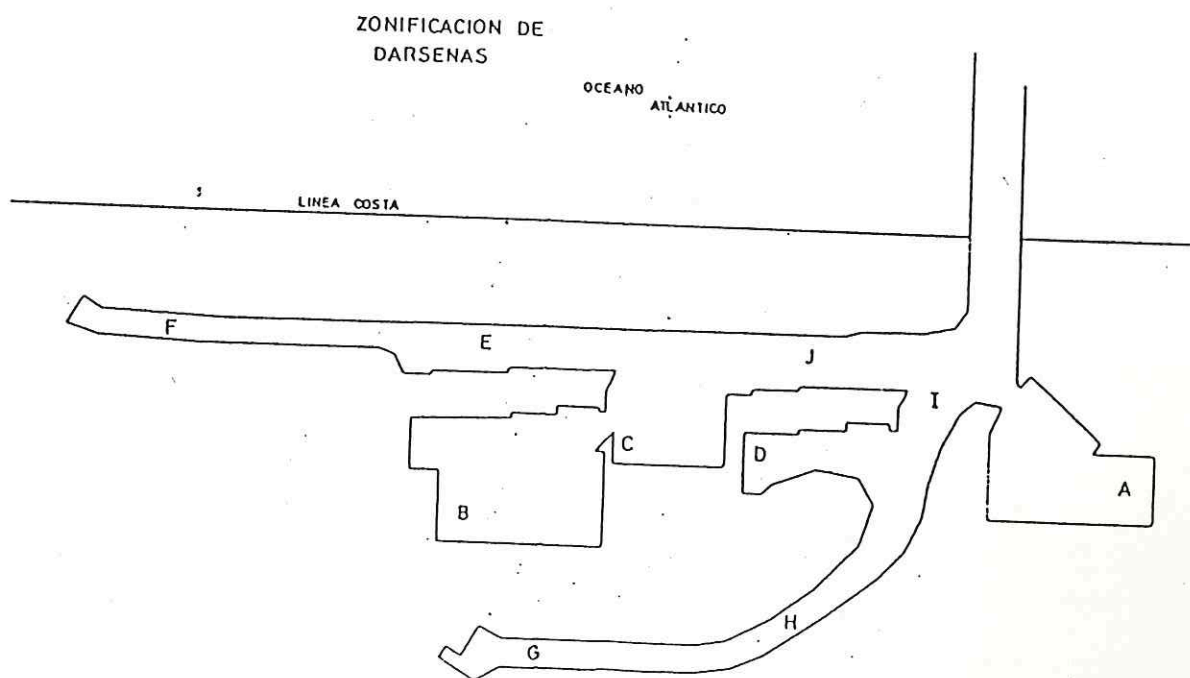 ZONIFICACION DE
DARSENAS
OCEANO
ATLANTICO
LINEA COSTA
F
E
J
I
C
D
A
B
H
G